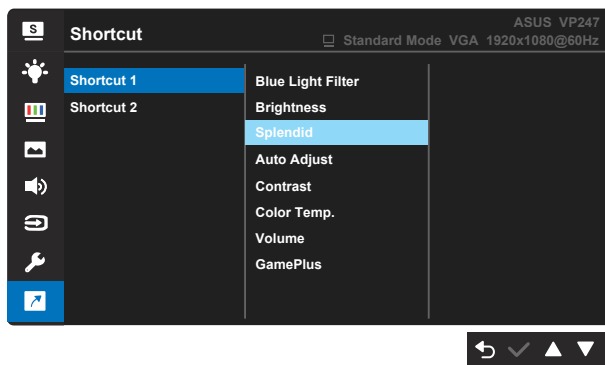 S
Shortcut
ASUS VP247
Standard Mode VGA 1920x1080@60Hz
Shortcut 1
Shortcut 2
Blue Light Filter
Brightness
Splendid
Auto Adjust
Contrast
Color Temp.
Volume
GamePlus